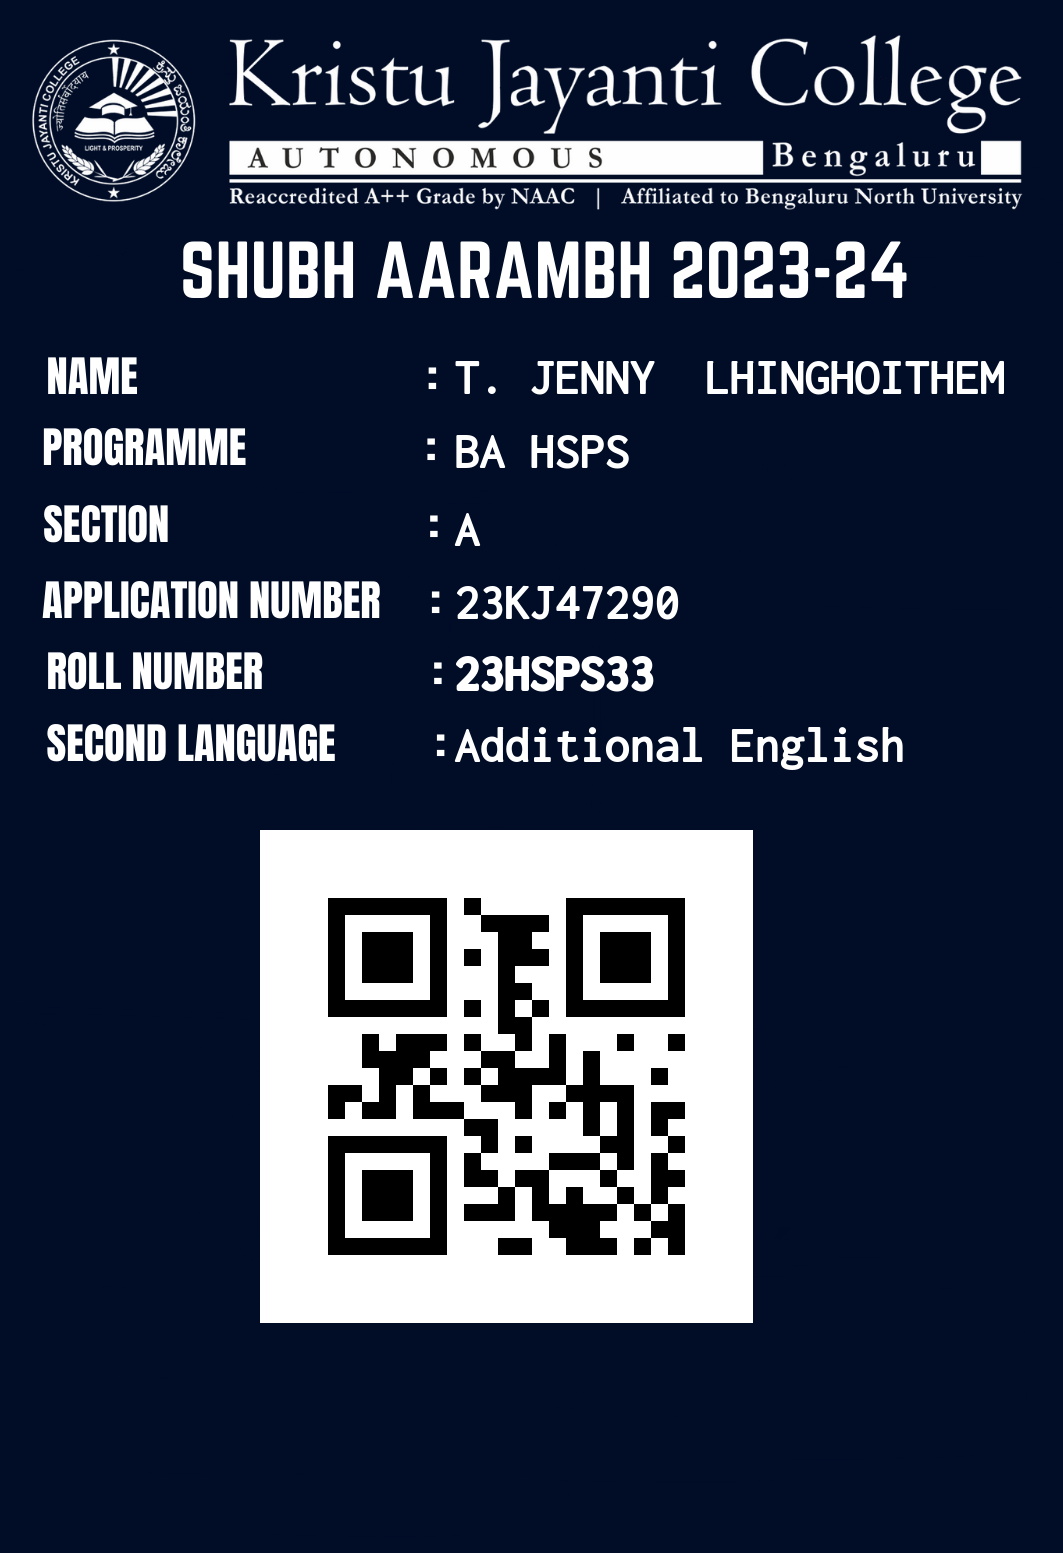 Kristu Jayanti College
AUTONOMOUS Bengaluru
Reaccredited A++ Grade by NAAC | Affiliated to Bengaluru North University
KRISTU JAYANTI COLLEGE
LIGHT & PROSPERITY
SHUBH AARAMBH 2023-24
NAME : T. JENNY LHINGHOITHEM
PROGRAMME : BA HSPS
SECTION : A
APPLICATION NUMBER : 23KJ47290
ROLL NUMBER : 23HSPS33
SECOND LANGUAGE : Additional English